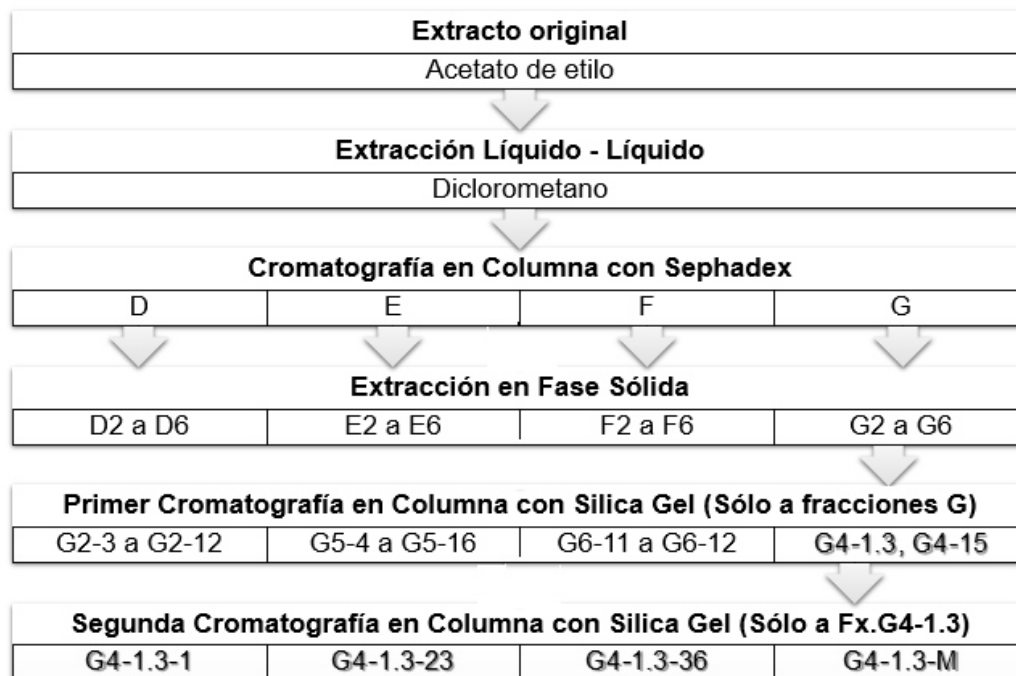 Extracto original
Acetato de etilo
Extracción Líquido - Líquido
Diclorometano
Cromatografía en Columna con Sephadex
D E F G
Extracción en Fase Sólida
D2 a D6 E2 a E6 F2 a F6 G2 a G6
Primer Cromatografía en Columna con Silica Gel (Sólo a fracciones G)
G2-3 a G2-12 G5-4 a G5-16 G6-11 a G6-12 G4-1.3, G4-15
Segunda Cromatografía en Columna con Silica Gel (Sólo a Fx.G4-1.3)
G4-1.3-1 G4-1.3-23 G4-1.3-36 G4-1.3-M